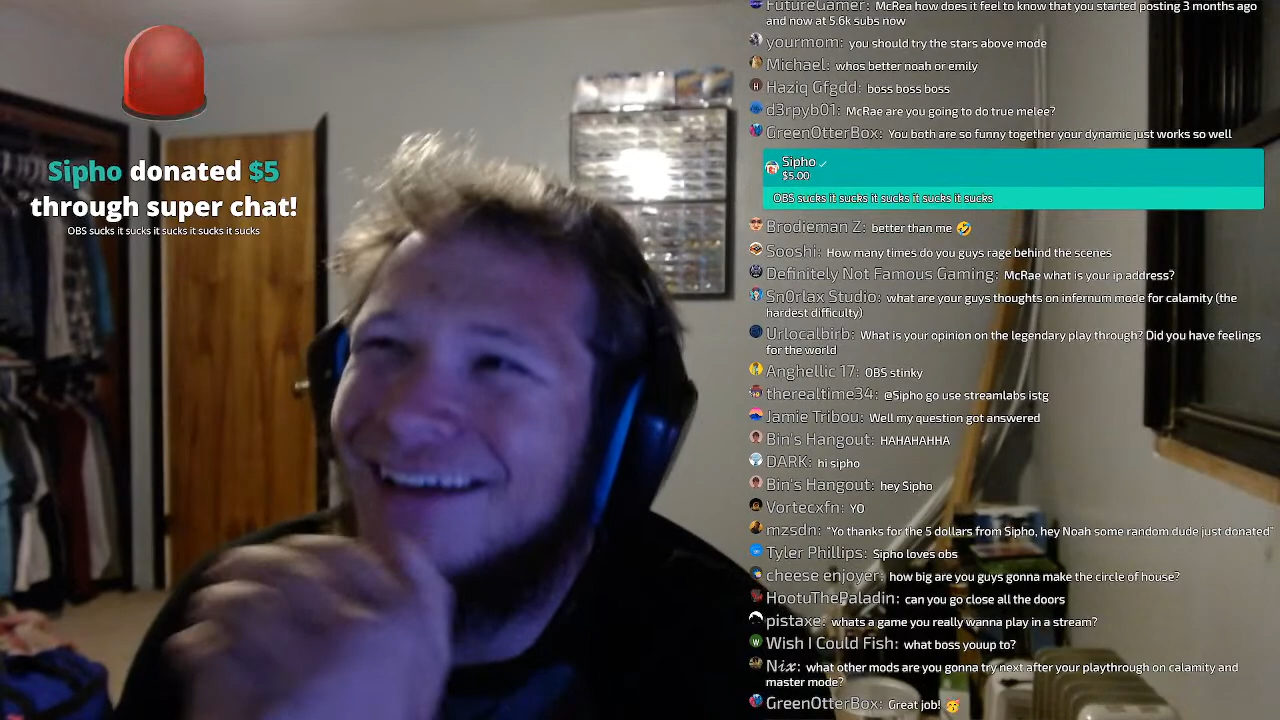 Sipho donated $5
through super chat!
OBS sucks it sucks it sucks it sucks it sucks
FutureGamer: McRea how does it feel to know that you started posting 3 months ago
and now at 5.6k subs now
yourmom: you should try the stars above mode
Michael: whos better noah or emily
Haziq Gfgdd: boss boss boss
d3rpyb01: McRae are you going to do true melee?
GreenOtterBox: You both are so funny together your dynamic just works so well
Sipho
$5.00
OBS sucks it sucks it sucks it sucks it sucks
Brodieman Z: better than me 🤣
Sooshi: How many times do you guys rage behind the scenes
Definitely Not Famous Gaming: McRae what is your ip address?
Sn0rlax Studio: what are your guys thoughts on infernum mode for calamity (the
hardest difficulty)
Urlocalbirb: What is your opinion on the legendary play through? Did you have feelings
for the world
Anghellic 17: OBS stinky
therealtime34: @Sipho go use streamlabs istg
Jamie Tribou: Well my question got answered
Bin's Hangout: HAHAHAHHA
DARK: hi sipho
Bin's Hangout: hey Sipho
Vortecxfn: YO
mzsdn: "Yo thanks for the 5 dollars from Sipho, hey Noah some random dude just donated"
Tyler Phillips: Sipho loves obs
cheese enjoyer: how big are you guys gonna make the circle of house?
HootuThePaladin: can you go close all the doors
pistaxe: whats a game you really wanna play in a stream?
Wish I Could Fish: what boss youup to?
N𝒾𝓍: what other mods are you gonna try next after your playthrough on calamity and
master mode?
GreenOtterBox: Great job! 🥳